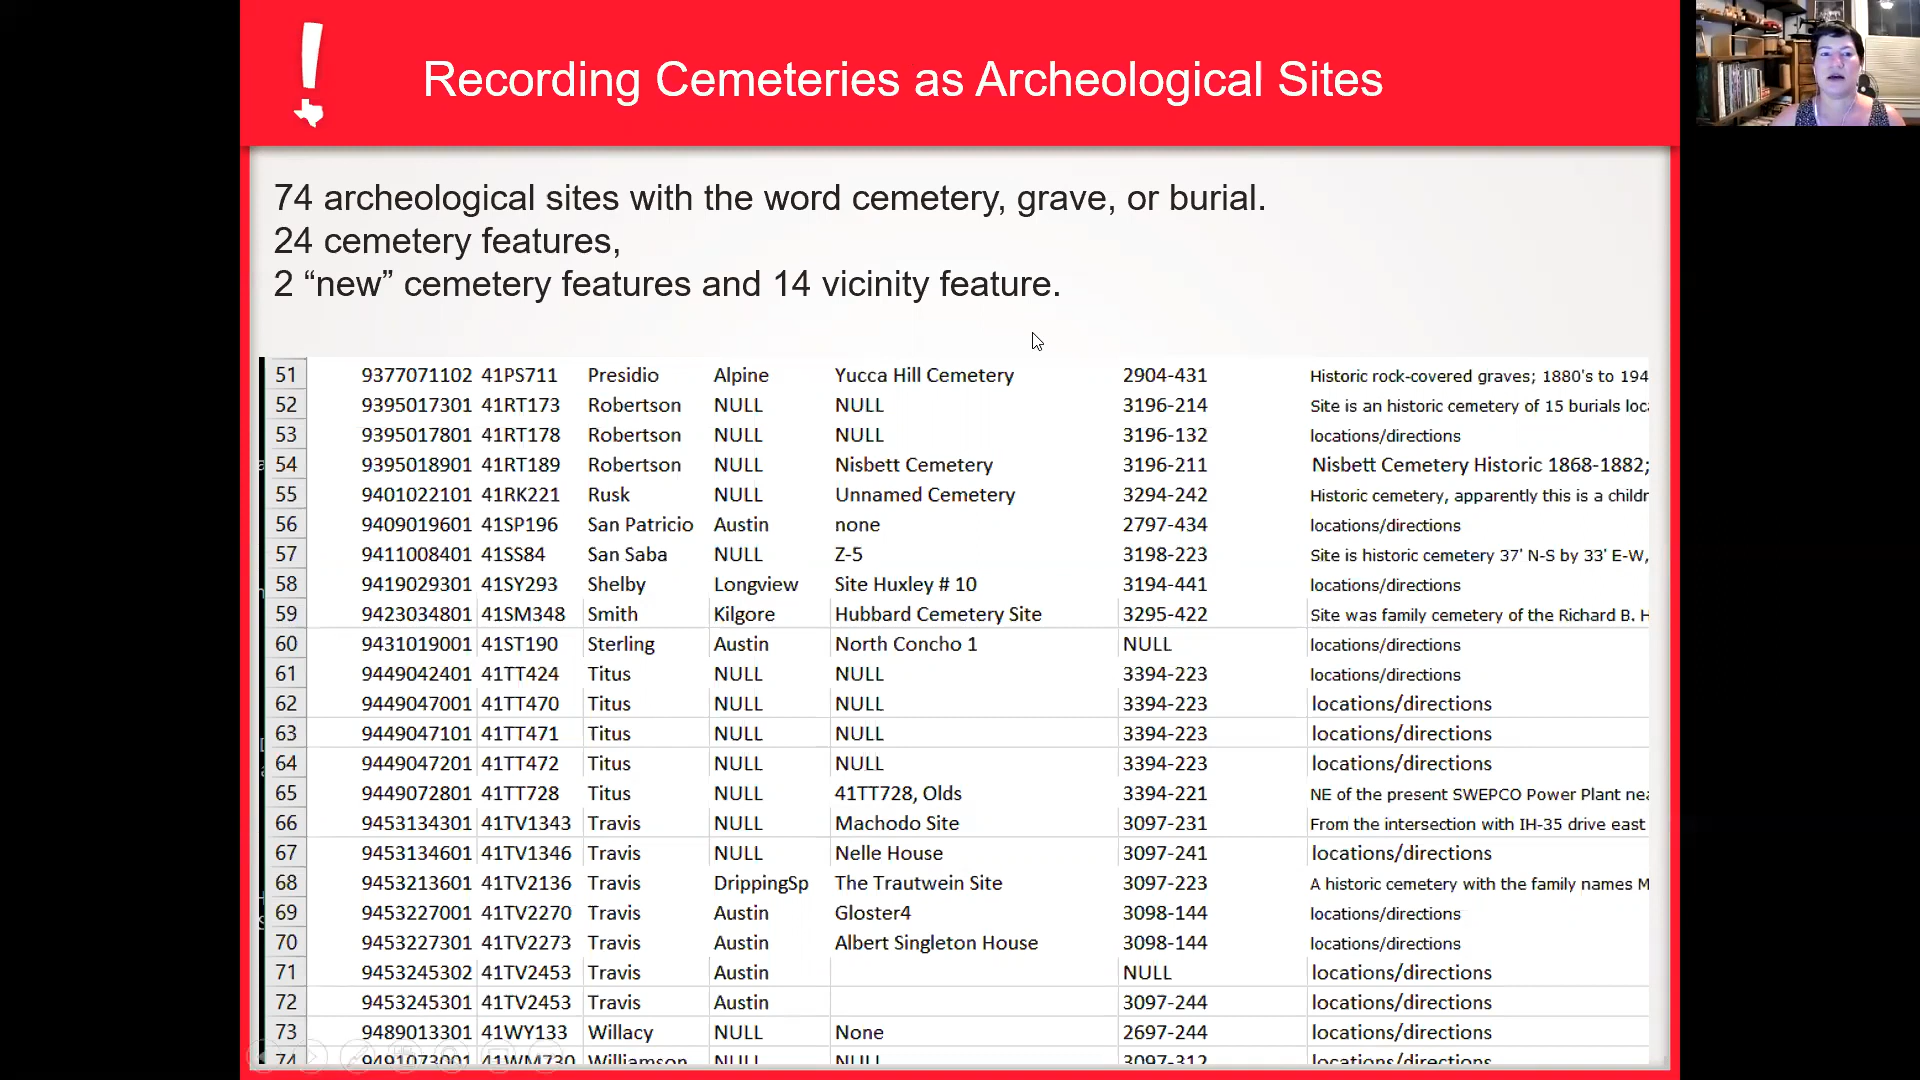 Recording Cemeteries as Archeological Sites
74 archeological sites with the word cemetery, grave, or burial.
24 cemetery features,
2 “new” cemetery features and 14 vicinity feature.
51 9377071102 41PS711 Presidio Alpine Yucca Hill Cemetery 2904-431 Historic rock-covered graves; 1880's to 194
52 9395017301 41RT173 Robertson NULL NULL 3196-214 Site is an historic cemetery of 15 burials loc
53 9395017801 41RT178 Robertson NULL NULL 3196-132 locations/directions
54 9395018901 41RT189 Robertson NULL Nisbett Cemetery 3196-211 Nisbett Cemetery Historic 1868-1882;
55 9401022101 41RK221 Rusk NULL Unnamed Cemetery 3294-242 Historic cemetery, apparently this is a childr
56 9409019601 41SP196 San Patricio Austin none 2797-434 locations/directions
57 9411008401 41SS84 San Saba NULL Z-5 3198-223 Site is historic cemetery 37' N-S by 33' E-W,
58 9419029301 41SY293 Shelby Longview Site Huxley # 10 3194-441 locations/directions
59 9423034801 41SM348 Smith Kilgore Hubbard Cemetery Site 3295-422 Site was family cemetery of the Richard B. H
60 9431019001 41ST190 Sterling Austin North Concho 1 NULL locations/directions
61 9449042401 41TT424 Titus NULL NULL 3394-223 locations/directions
62 9449047001 41TT470 Titus NULL NULL 3394-223 locations/directions
63 9449047101 41TT471 Titus NULL NULL 3394-223 locations/directions
64 9449047201 41TT472 Titus NULL NULL 3394-223 locations/directions
65 9449072801 41TT728 Titus NULL 41TT728, Olds 3394-221 NE of the present SWEPCO Power Plant nea
66 9453134301 41TV1343 Travis NULL Machodo Site 3097-231 From the intersection with IH-35 drive east
67 9453134601 41TV1346 Travis NULL Nelle House 3097-241 locations/directions
68 9453213601 41TV2136 Travis DrippingSp The Trautwein Site 3097-223 A historic cemetery with the family names M
69 9453227001 41TV2270 Travis Austin Gloster4 3098-144 locations/directions
70 9453227301 41TV2273 Travis Austin Albert Singleton House 3098-144 locations/directions
71 9453245302 41TV2453 Travis Austin NULL locations/directions
72 9453245301 41TV2453 Travis Austin 3097-244 locations/directions
73 9489013301 41WY133 Willacy NULL None 2697-244 locations/directions
74 9491073001 41WM730 Williamson NULL NULL 3097-312 locations/directions